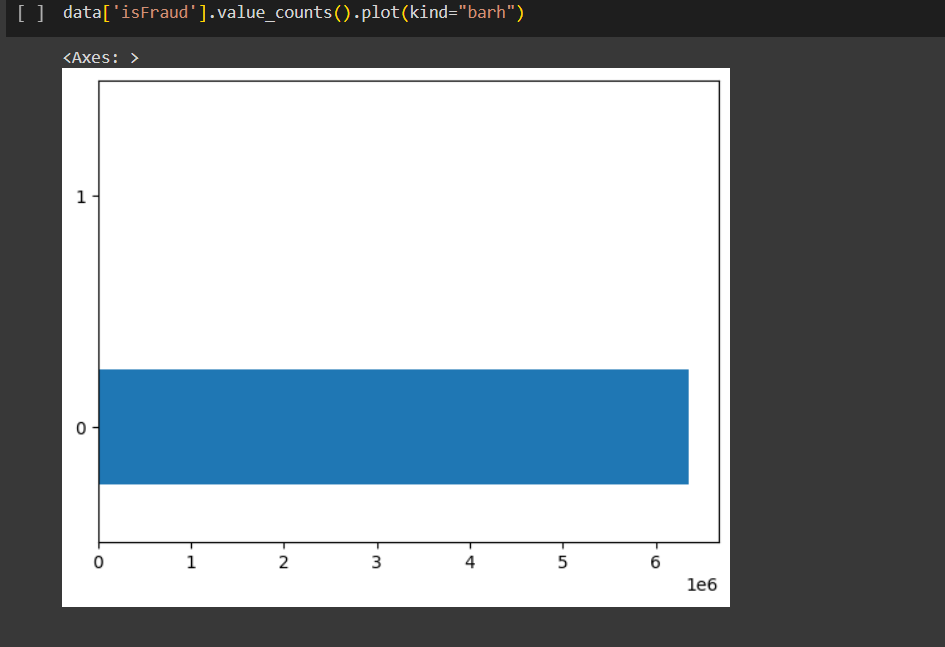 [ ] data['isFraud'].value_counts().plot(kind="barh")
<Axes: >
1
0
0 1 2 3 4 5 6
1e6